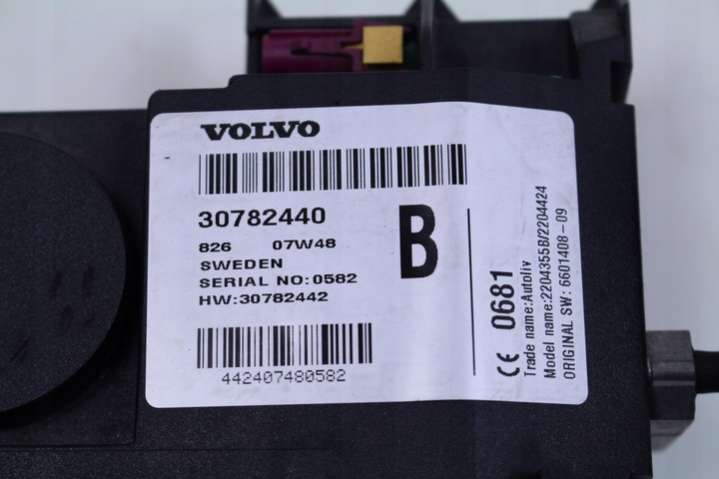 VOLVO
30782440
826 07W48
SWEDEN
SERIAL NO:0582
HW:30782442
442407480582
B
CE 0681
Trade name:Autoliv
Model name:2204355B/2204424
ORIGINAL SW: 6601408-09